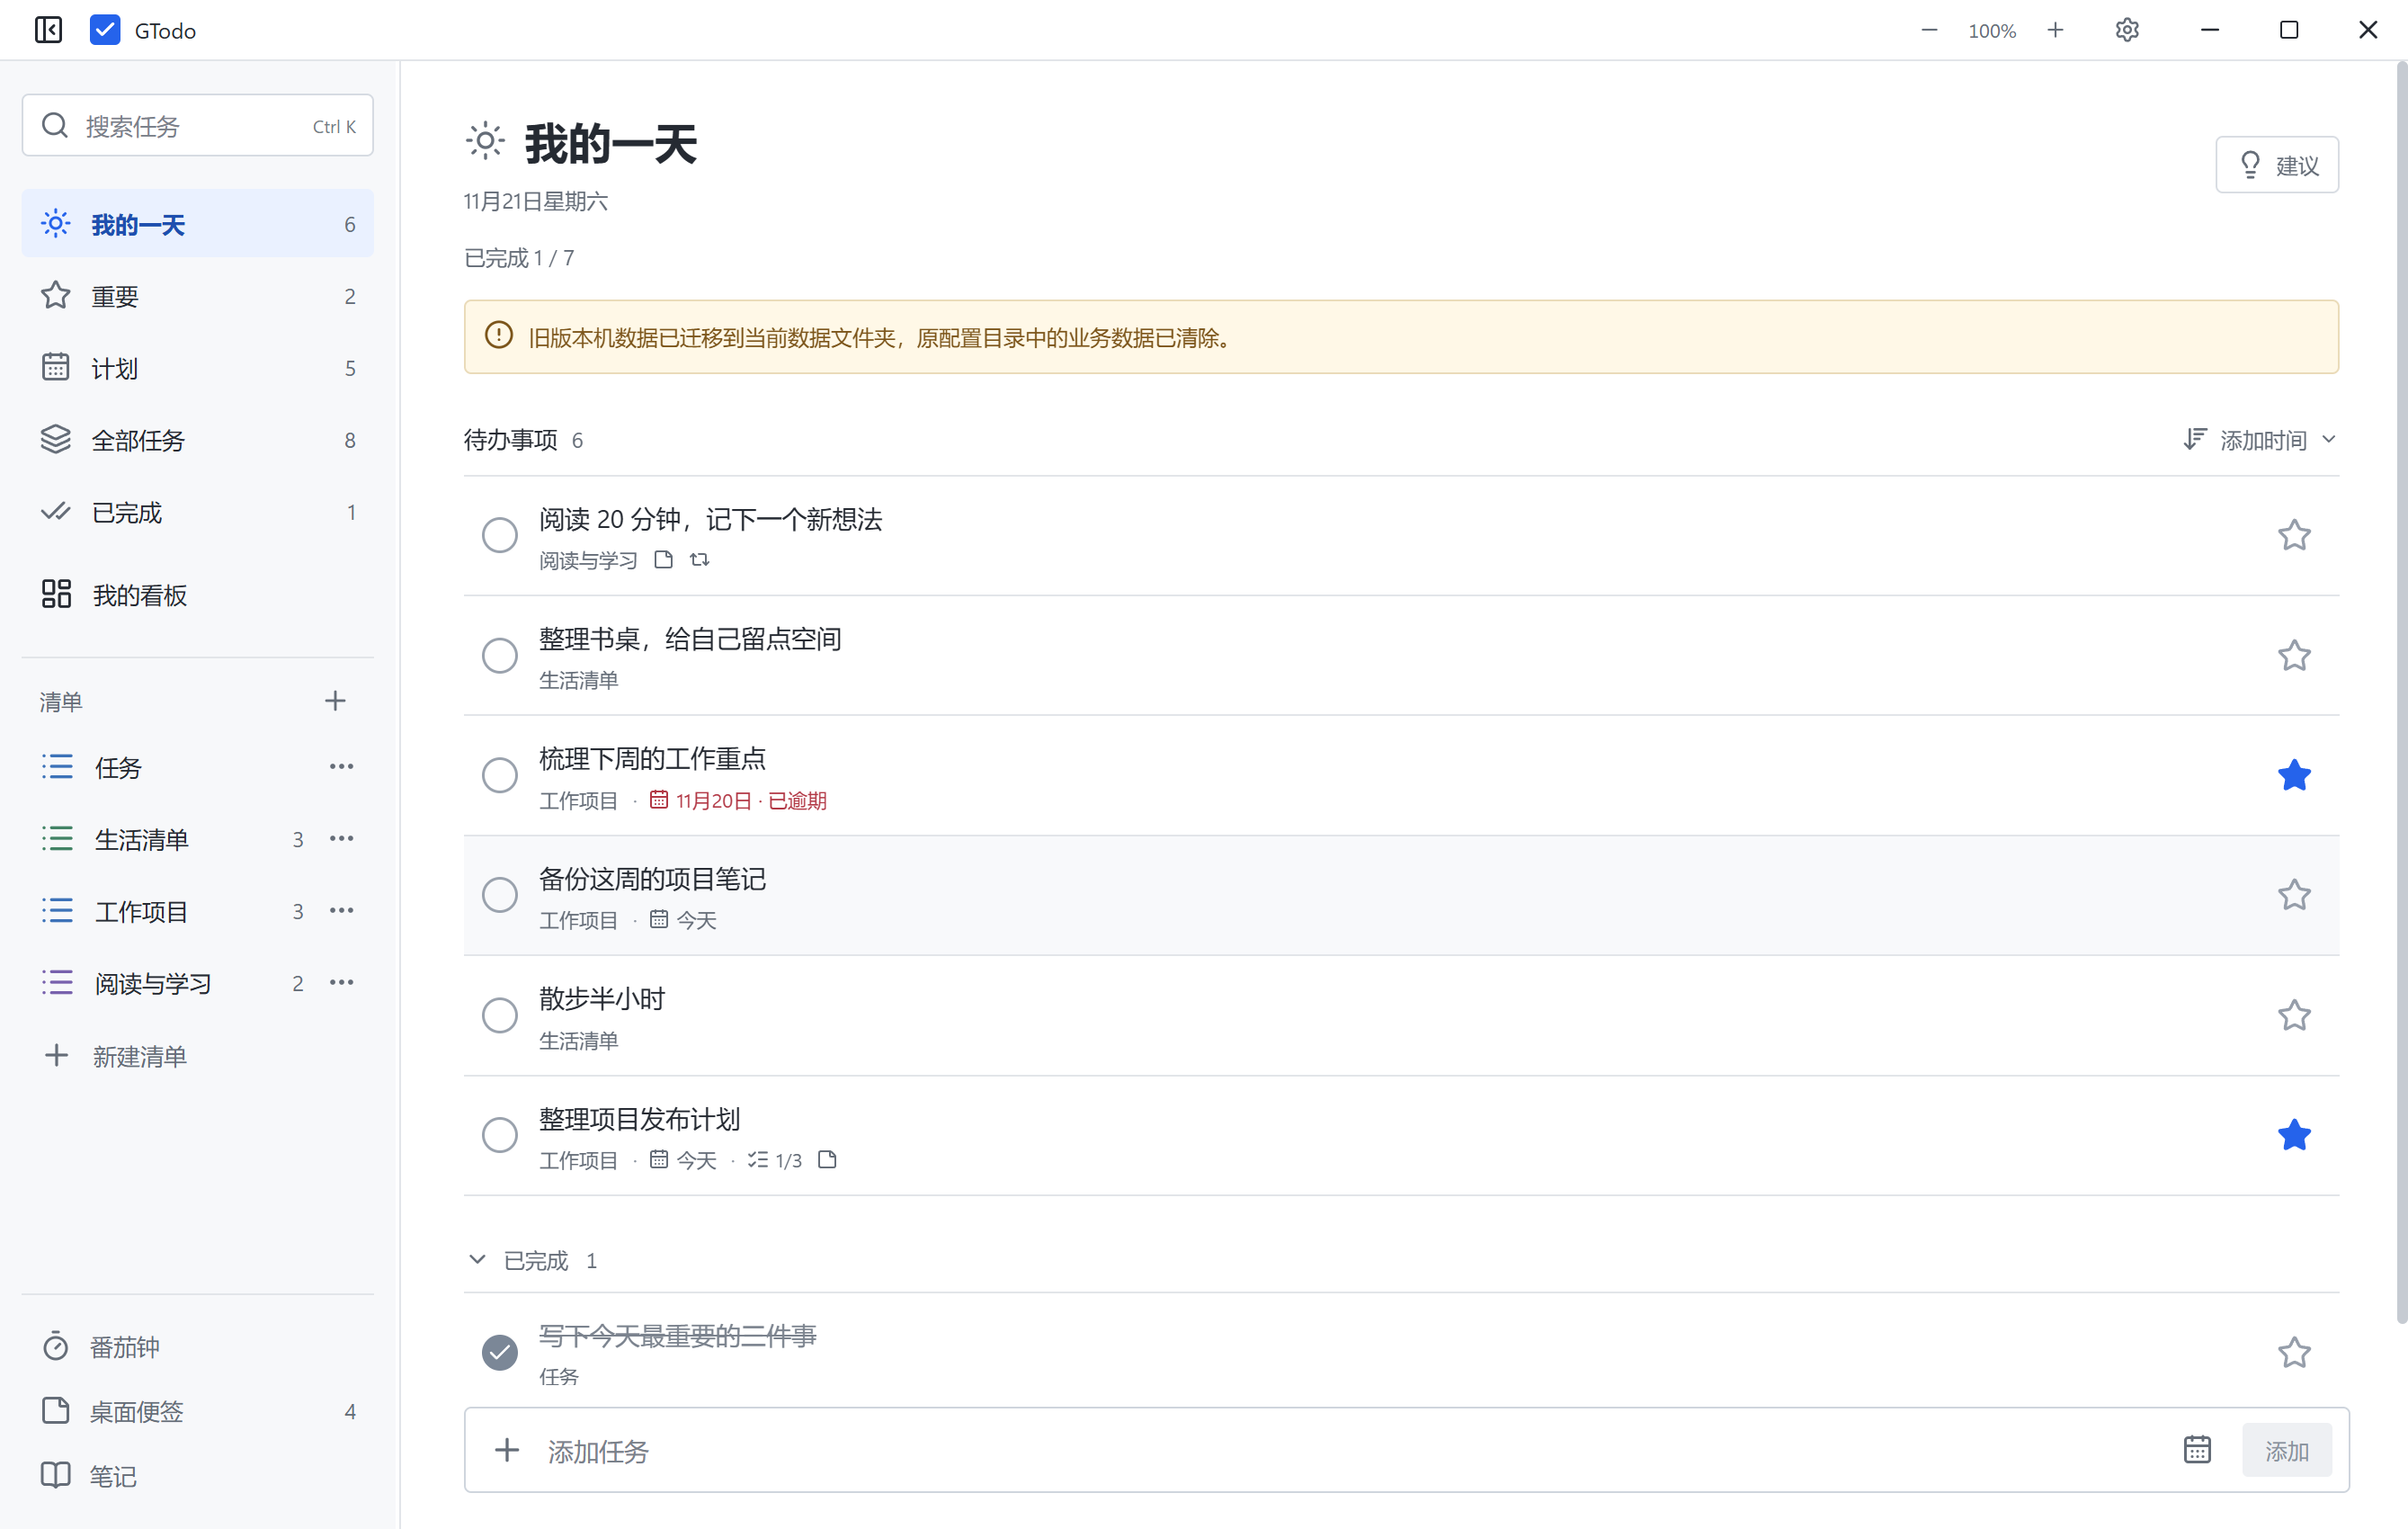 GTodo
100%
搜索任务 Ctrl K
我的一天 6
重要 2
计划 5
全部任务 8
已完成 1
我的看板
清单
任务
生活清单 3
工作项目 3
阅读与学习 2
新建清单
番茄钟
桌面便签 4
笔记
我的一天
建议
11月21日星期六
已完成 1 / 7
旧版本机数据已迁移到当前数据文件夹，原配置目录中的业务数据已清除。
待办事项 6
添加时间
阅读 20 分钟，记下一个新想法
阅读与学习
整理书桌，给自己留点空间
生活清单
梳理下周的工作重点
工作项目 · 11月20日 · 已逾期
备份这周的项目笔记
工作项目 · 今天
散步半小时
生活清单
整理项目发布计划
工作项目 · 今天 · 1/3
已完成 1
写下今天最重要的三件事
任务
添加任务
添加